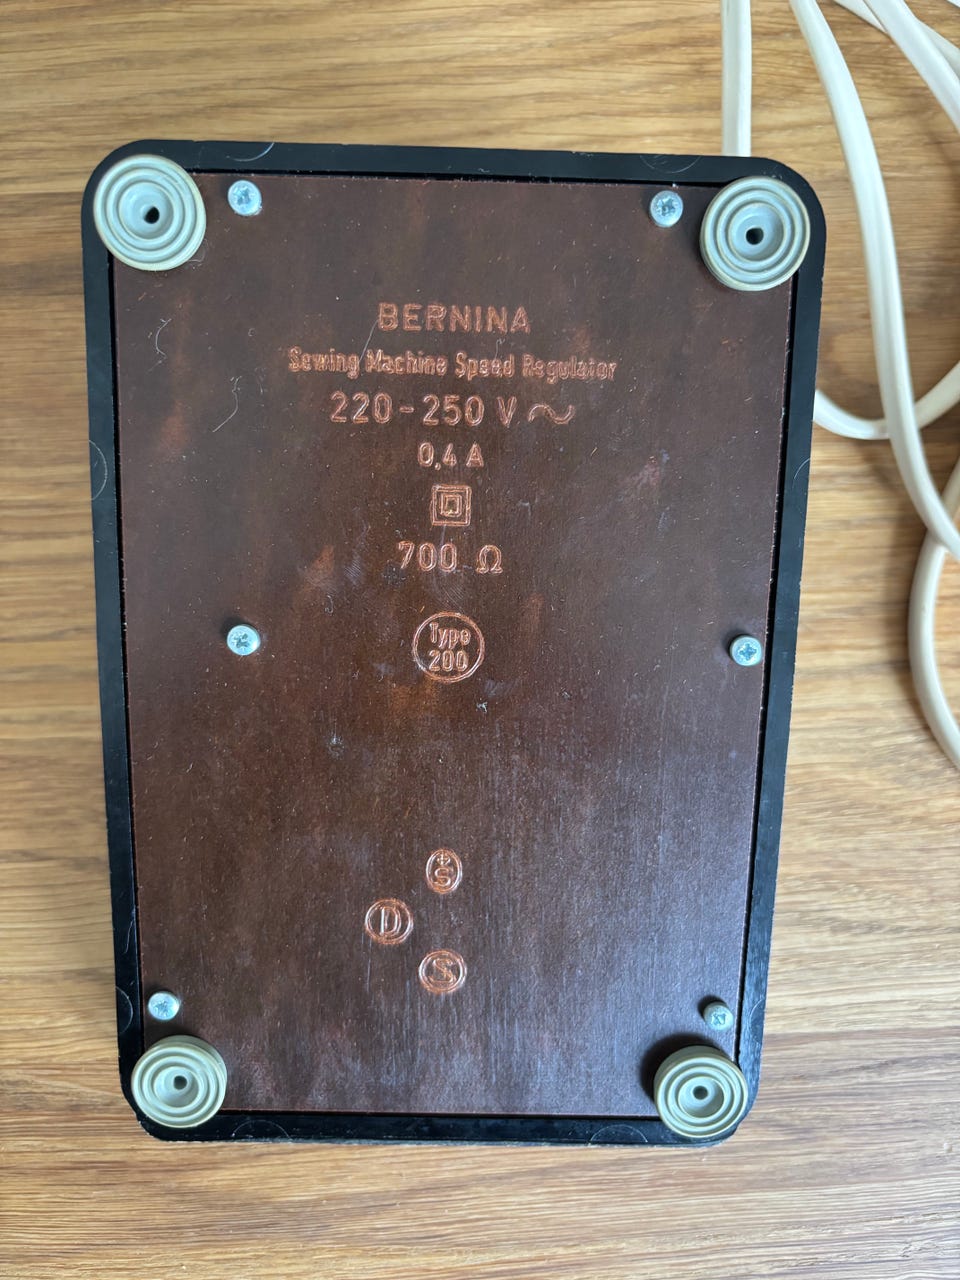 BERNINA
Sewing Machine Speed Regulator
220-250 V ~
0,4 A
700 Ω
Type
200
S
D
S